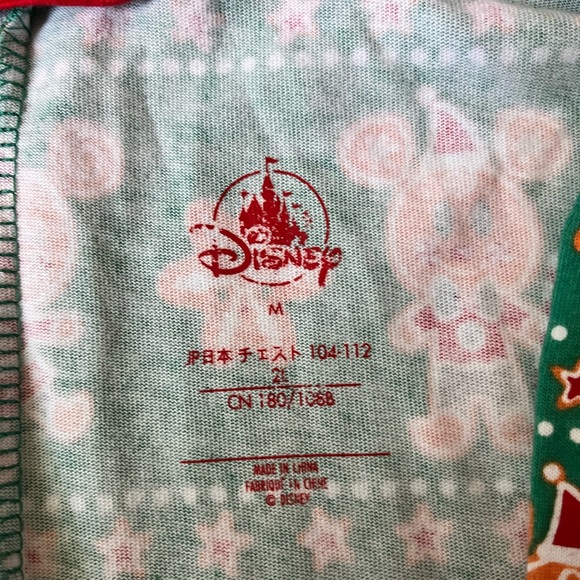 Disney
M
JP日本 チェスト 104-112
2L
CN 180/108B
MADE IN CHINA
FABRIQUÉ EN CHINE
© DISNEY